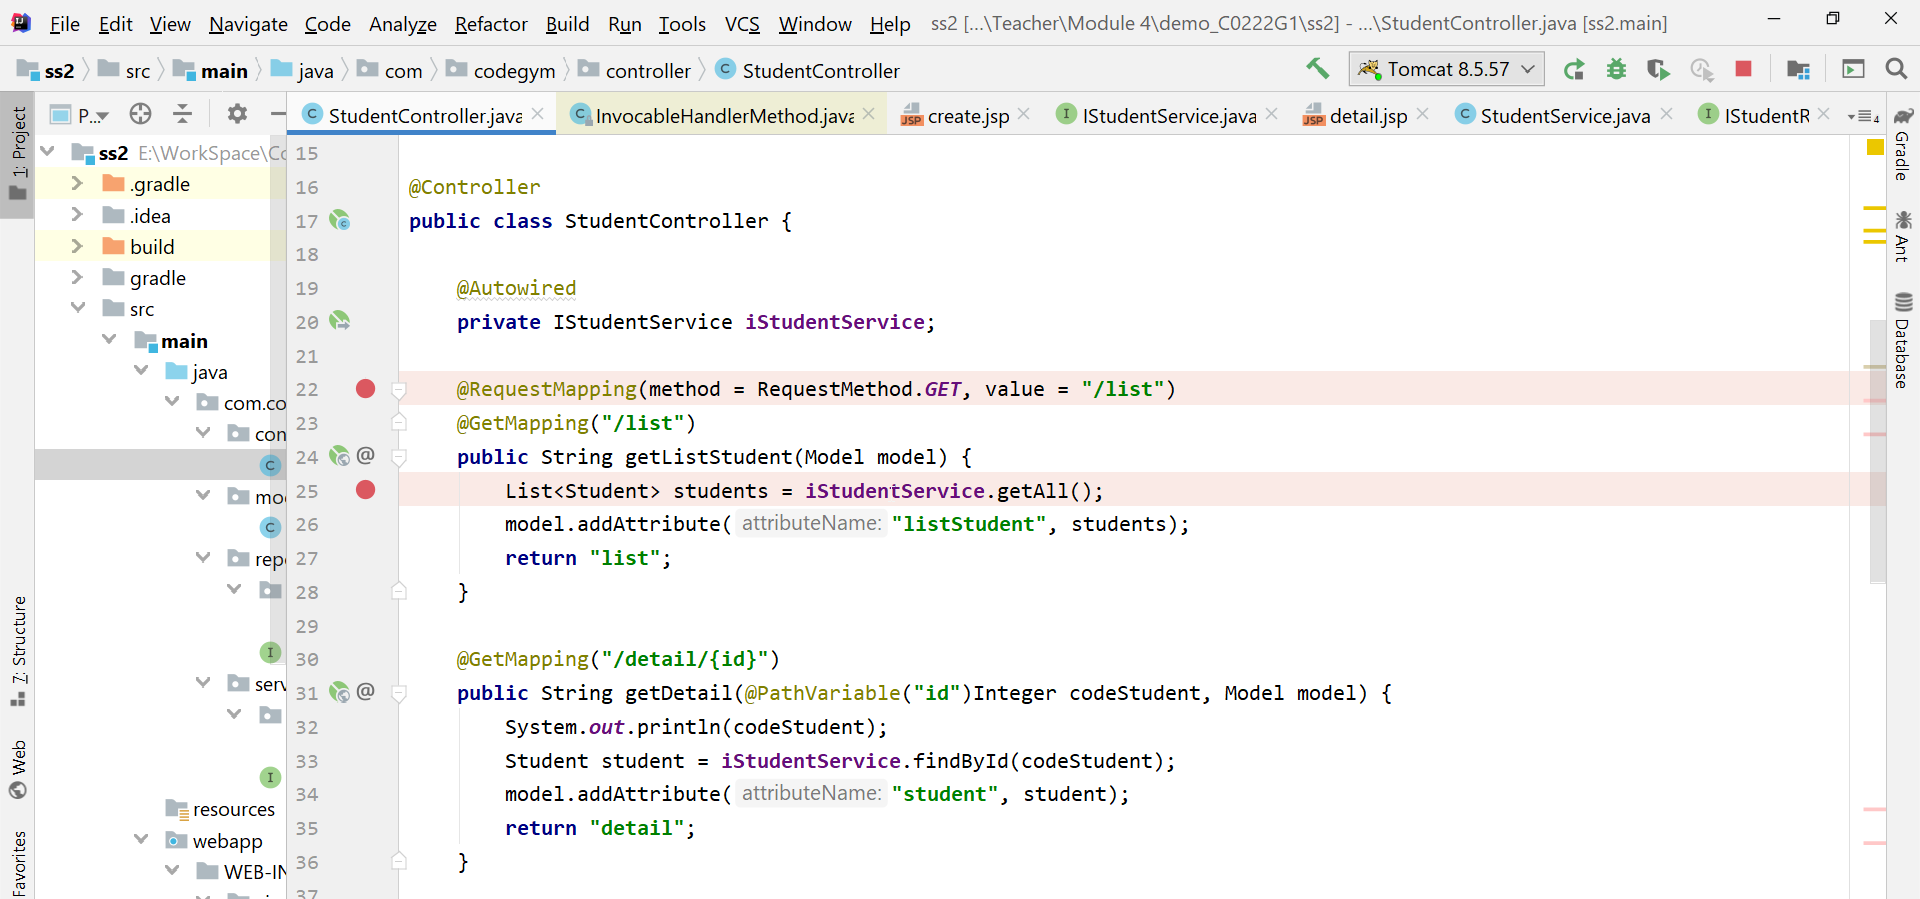 File Edit View Navigate Code Analyze Refactor Build Run Tools VCS Window Help ss2 [...\Teacher\Module 4\demo_C0222G1\ss2] - ...\StudentController.java [ss2.main]
ss2 src main java com codegym controller StudentController Tomcat 8.5.57
P... StudentController.java InvocableHandlerMethod.java create.jsp IStudentService.java detail.jsp StudentService.java IStudentR 4
1: Project
7: Structure
Web
Favorites
ss2 E:\WorkSpace\Co
.gradle
.idea
build
gradle
src
main
java
com.co
con
mod
repo
serv
resources
webapp
WEB-IN
15
16 @Controller
17 public class StudentController {
18
19 @Autowired
20 private IStudentService iStudentService;
21
22 @RequestMapping(method = RequestMethod.GET, value = "/list")
23 @GetMapping("/list")
24 public String getListStudent(Model model) {
25 List<Student> students = iStudentService.getAll();
26 model.addAttribute( attributeName: "listStudent", students);
27 return "list";
28 }
29
30 @GetMapping("/detail/{id}")
31 public String getDetail(@PathVariable("id")Integer codeStudent, Model model) {
32 System.out.println(codeStudent);
33 Student student = iStudentService.findById(codeStudent);
34 model.addAttribute( attributeName: "student", student);
35 return "detail";
36 }
37
Gradle
Ant
Database